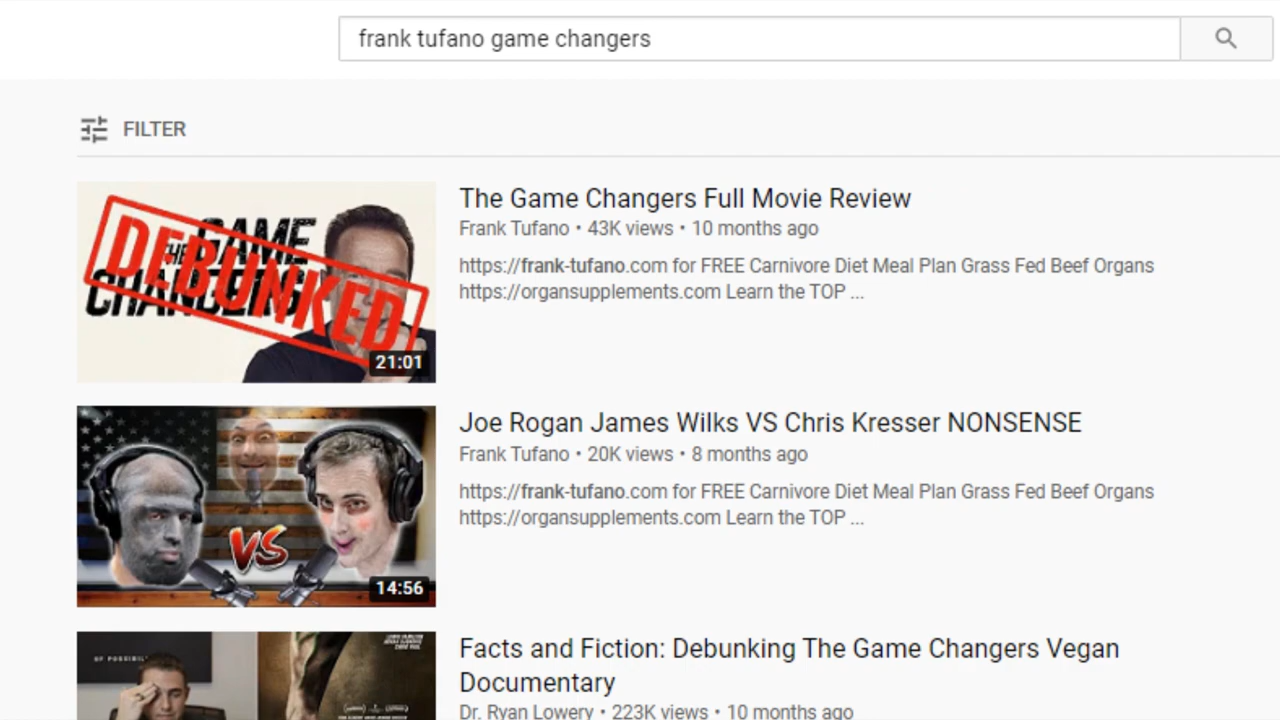 frank tufano game changers
FILTER
THE GAME
CHANGERS
DEBUNKED
21:01
The Game Changers Full Movie Review
Frank Tufano • 43K views • 10 months ago
https://frank-tufano.com for FREE Carnivore Diet Meal Plan Grass Fed Beef Organs
https://organsupplements.com Learn the TOP ...
VS
14:56
Joe Rogan James Wilks VS Chris Kresser NONSENSE
Frank Tufano • 20K views • 8 months ago
https://frank-tufano.com for FREE Carnivore Diet Meal Plan Grass Fed Beef Organs
https://organsupplements.com Learn the TOP ...
OF POSSIBIL
Facts and Fiction: Debunking The Game Changers Vegan
Documentary
Dr. Ryan Lowery • 223K views • 10 months ago